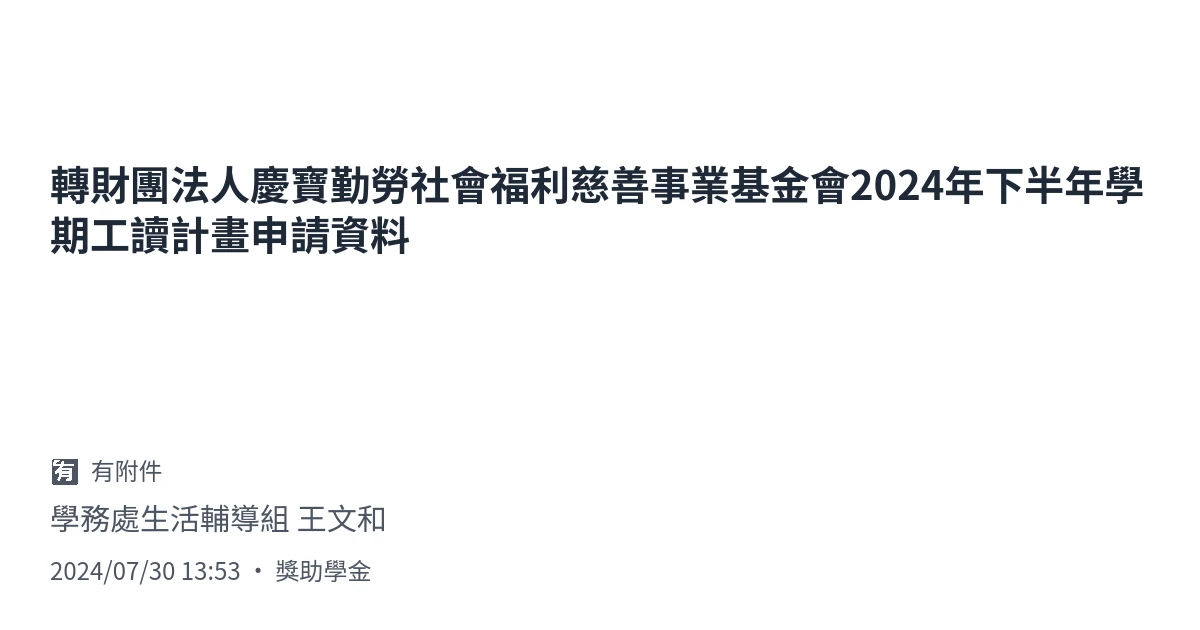 轉財團法人慶寶勤勞社會福利慈善事業基金會2024年下半年學
期工讀計畫申請資料
有 有附件
學務處生活輔導組 王文和
2024/07/30 13:53 • 獎助學金